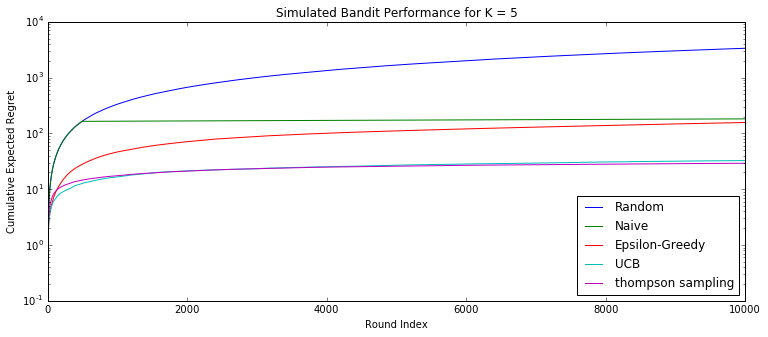 Simulated Bandit Performance for K = 5
10^4
10^3
10^2
10^1
10^0
10^-1
Cumulative Expected Regret
0
2000
4000
6000
8000
10000
Round Index
Random
Naive
Epsilon-Greedy
UCB
thompson sampling